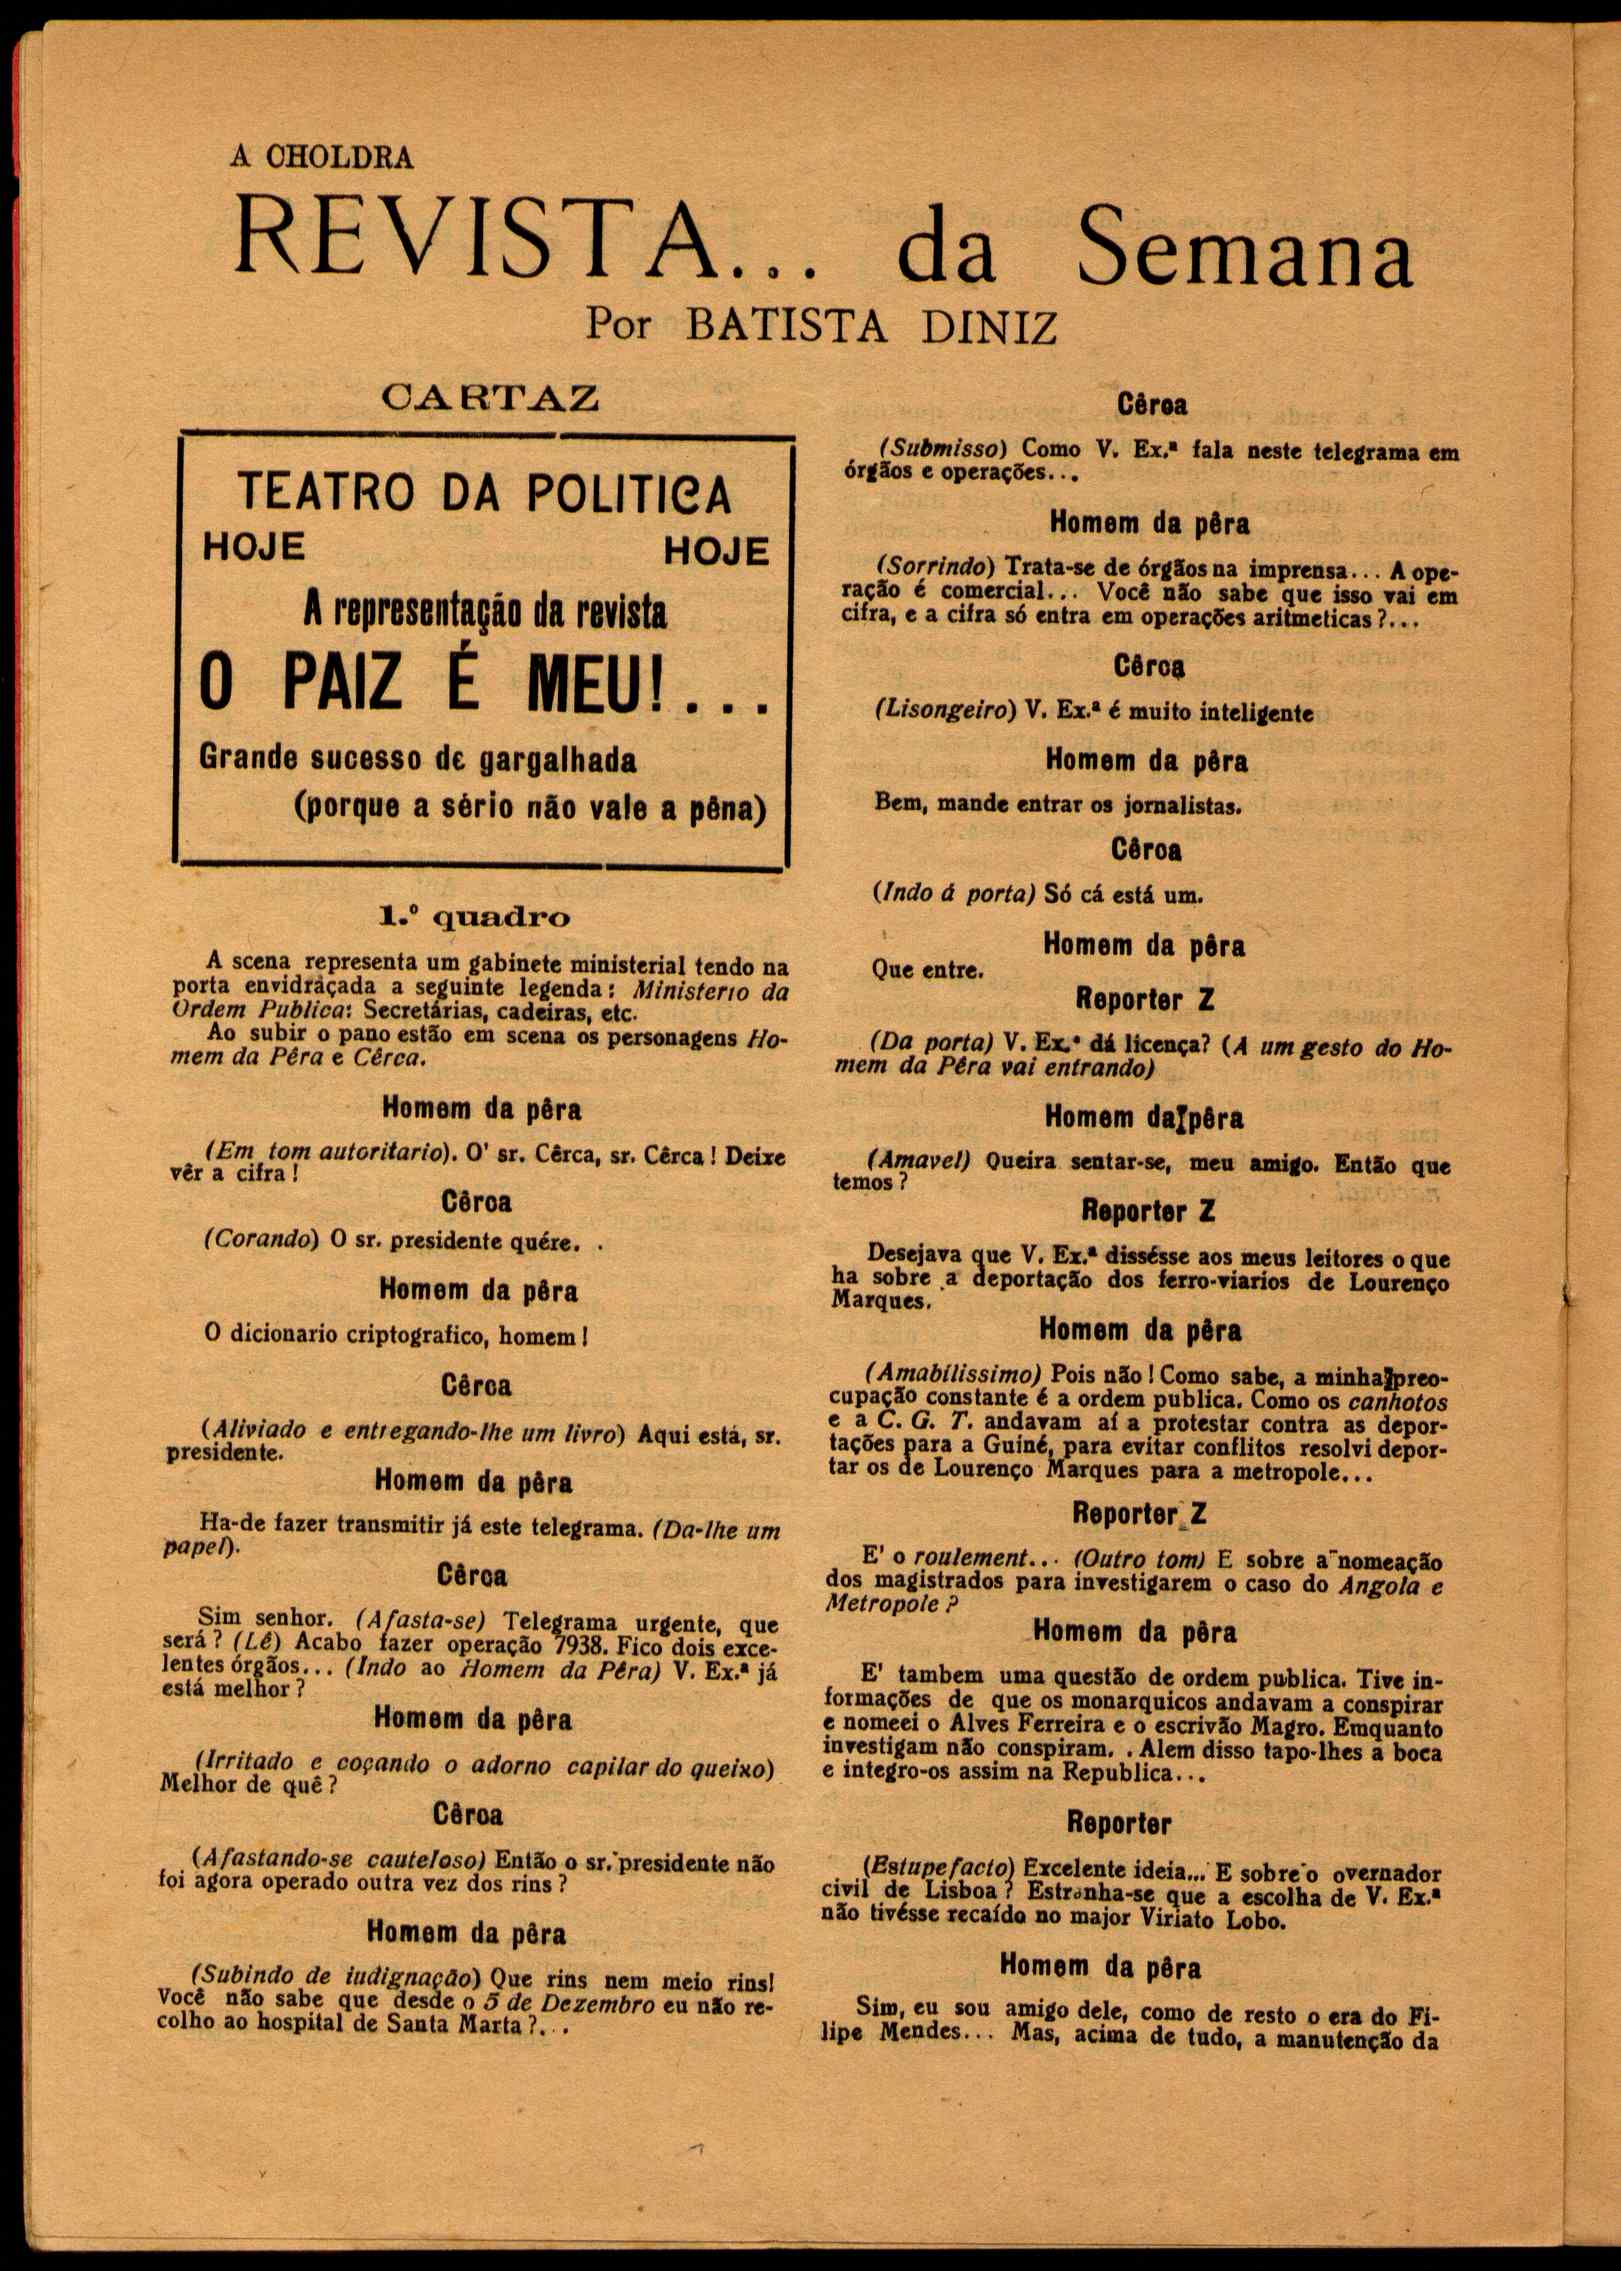 A CHOLDRA
REVISTA... da Semana
Por BATISTA DINIZ
CARTAZ
TEATRO DA POLITICA
HOJE HOJE
A representação da revista
O PAIZ É MEU!...
Grande sucesso de gargalhada
(porque a sério não vale a pêna)
1.º quadro
A scena representa um gabinete ministerial tendo na
porta envidraçada a seguinte legenda: Ministerio da
Ordem Publica: Secretárias, cadeiras, etc.
Ao subir o pano estão em scena os personagens Ho-
mem da Pêra e Cêrca.
Homem da pêra
(Em tom autoritario). O' sr. Cêrca, sr. Cêrca! Deixe
vêr a cifra!
Cêrca
(Corando) O sr. presidente quére. .
Homem da pêra
O dicionario criptografico, homem!
Cêrca
(Aliviado e entregando-lhe um livro) Aqui está, sr.
presidente.
Homem da pêra
Ha-de fazer transmitir já este telegrama. (Da-lhe um
papel).
Cêrca
Sim senhor. (Afasta-se) Telegrama urgente, que
será? (Lê) Acabo fazer operação 7938. Fico dois exce-
lentes órgãos... (Indo ao Homem da Pêra) V. Ex.ª já
está melhor?
Homem da pêra
(Irritado e coçando o adorno capilar do queixo)
Melhor de quê?
Cêrca
(Afastando-se cauteloso) Então o sr. presidente não
foi agora operado outra vez dos rins?
Homem da pêra
(Subindo de iudignação) Que rins nem meio rins!
Você não sabe que desde o 5 de Dezembro eu não re-
colho ao hospital de Santa Marta?...
Cêrca
(Submisso) Como V. Ex.ª fala neste telegrama em
órgãos e operações...
Homem da pêra
(Sorrindo) Trata-se de órgãos na imprensa... A ope-
ração é comercial... Você não sabe que isso vai em
cifra, e a cifra só entra em operações aritmeticas?...
Cêrca
(Lisongeiro) V. Ex.ª é muito inteligente
Homem da pêra
Bem, mande entrar os jornalistas.
Cêrca
(Indo á porta) Só cá está um.
Homem da pêra
Que entre.
Reporter Z
(Da porta) V. Ex.ª dá licença? (A um gesto do Ho-
mem da Pêra vai entrando)
Homem da pêra
(Amavel) Queira sentar-se, meu amigo. Então que
temos?
Reporter Z
Desejava que V. Ex.ª dissésse aos meus leitores o que
ha sobre a deportação dos ferro-viarios de Lourenço
Marques.
Homem da pêra
(Amabilissimo) Pois não! Como sabe, a minha preo-
cupação constante é a ordem publica. Como os canhotos
e a C. G. T. andavam aí a protestar contra as depor-
tações para a Guiné, para evitar conflitos resolvi depor-
tar os de Lourenço Marques para a metropole...
Reporter Z
E' o roulement... (Outro tom) E sobre a nomeação
dos magistrados para investigarem o caso do Angola e
Metropole?
Homem da pêra
E' tambem uma questão de ordem publica. Tive in-
formações de que os monarquicos andavam a conspirar
e nomeei o Alves Ferreira e o escrivão Magro. Emquanto
investigam não conspiram. . Alem disso tapo-lhes a boca
e integro-os assim na Republica...
Reporter
(Estupefacto) Excelente ideia... E sobre o overnador
civil de Lisboa? Estranha-se que a escolha de V. Ex.ª
não tivésse recaído no major Viriato Lobo.
Homem da pêra
Sim, eu sou amigo dele, como de resto o era do Fi-
lipe Mendes... Mas, acima de tudo, a manutenção da